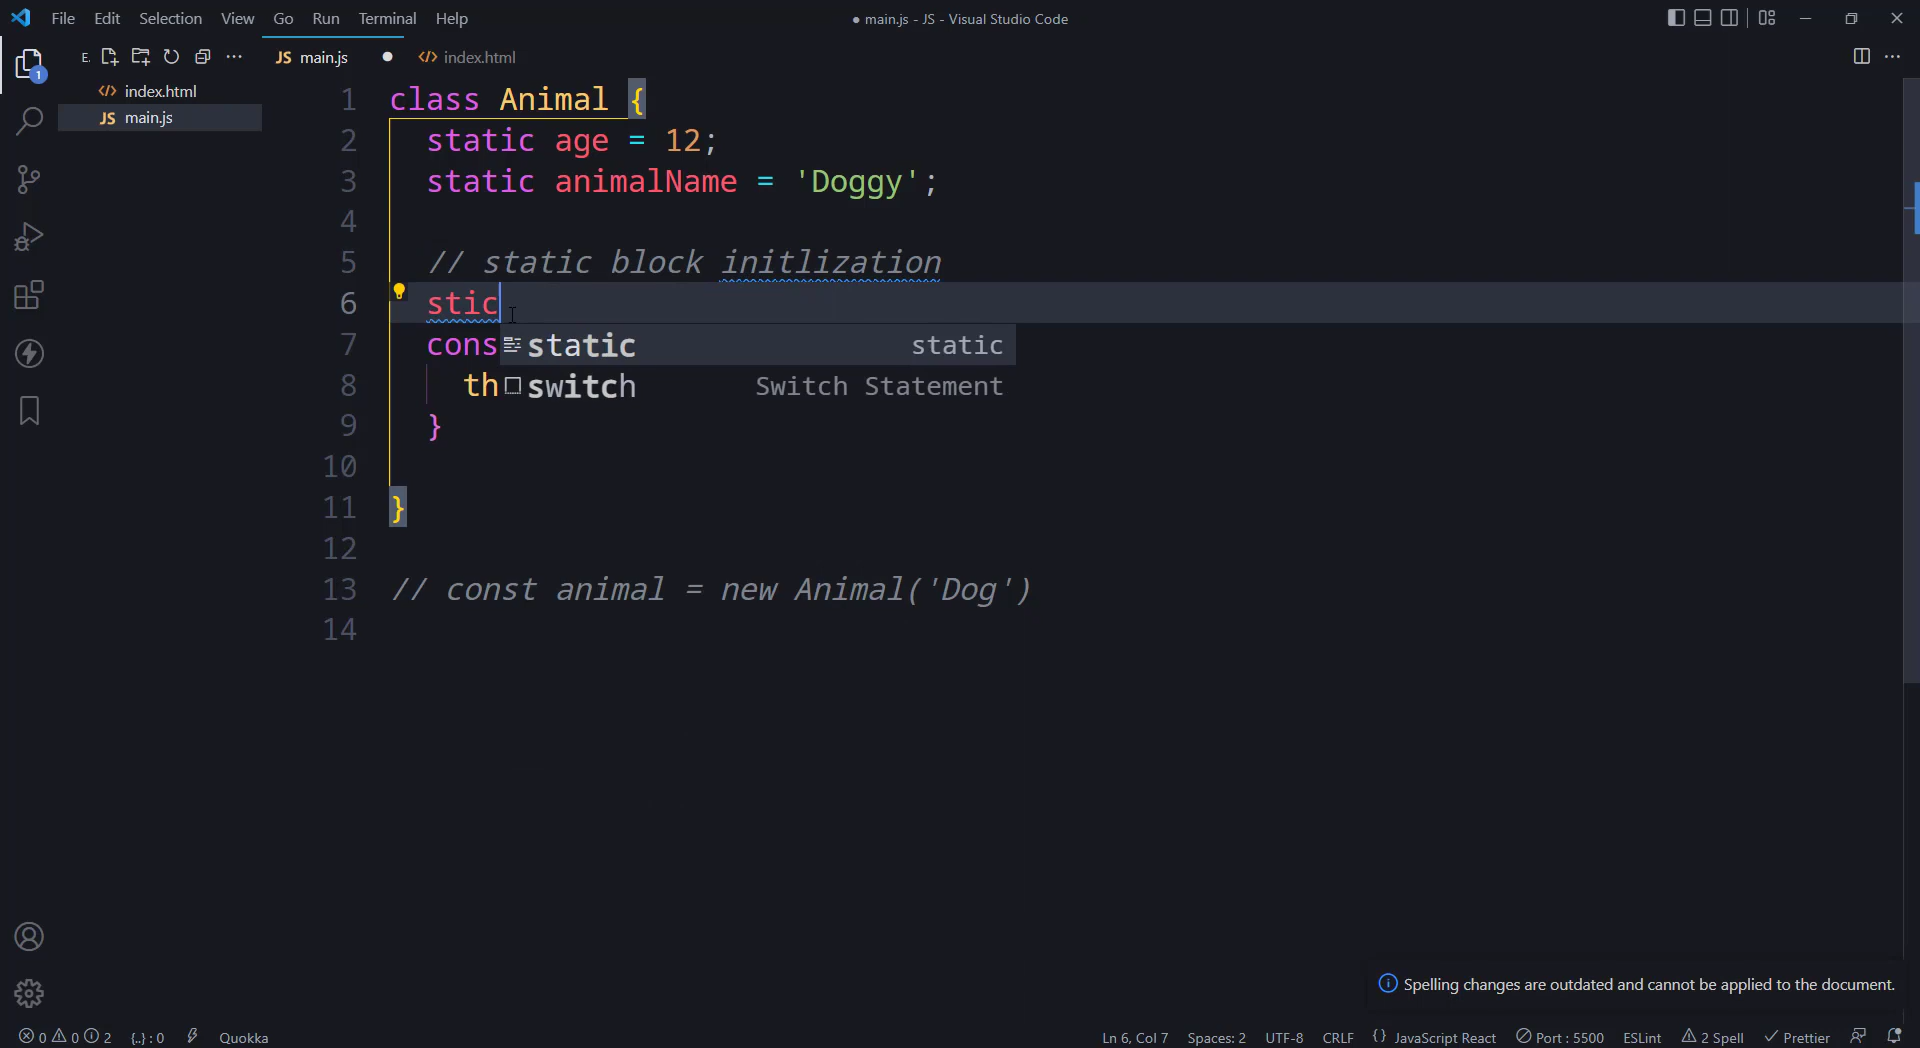 File Edit Selection View Go Run Terminal Help
● main.js - JS - Visual Studio Code
E.
JS main.js
index.html
1
index.html
JS main.js
1 class Animal {
2 static age = 12;
3 static animalName = 'Doggy';
4
5 // static block initlization
6 stic
static static
7 cons
switch Switch Statement
8 th
9 }
10
11 }
12
13 // const animal = new Animal('Dog')
14
Spelling changes are outdated and cannot be applied to the document.
0 0 2 {..} : 0 Quokka Ln 6, Col 7 Spaces: 2 UTF-8 CRLF {} JavaScript React Port : 5500 ESLint 2 Spell Prettier